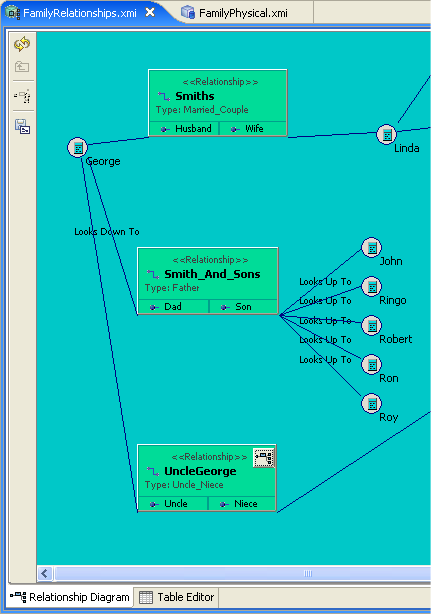 FamilyRelationships.xmi
FamilyPhysical.xmi
<<Relationship>>
Smiths
Type: Married_Couple
Husband
Wife
George
Linda
Looks Down To
<<Relationship>>
Smith_And_Sons
Type: Father
Dad
Son
John
Looks Up To
Ringo
Looks Up To
Robert
Looks Up To
Ron
Looks Up To
Roy
Looks Up To
<<Relationship>>
UncleGeorge
Type: Uncle_Niece
Uncle
Niece
Relationship Diagram
Table Editor